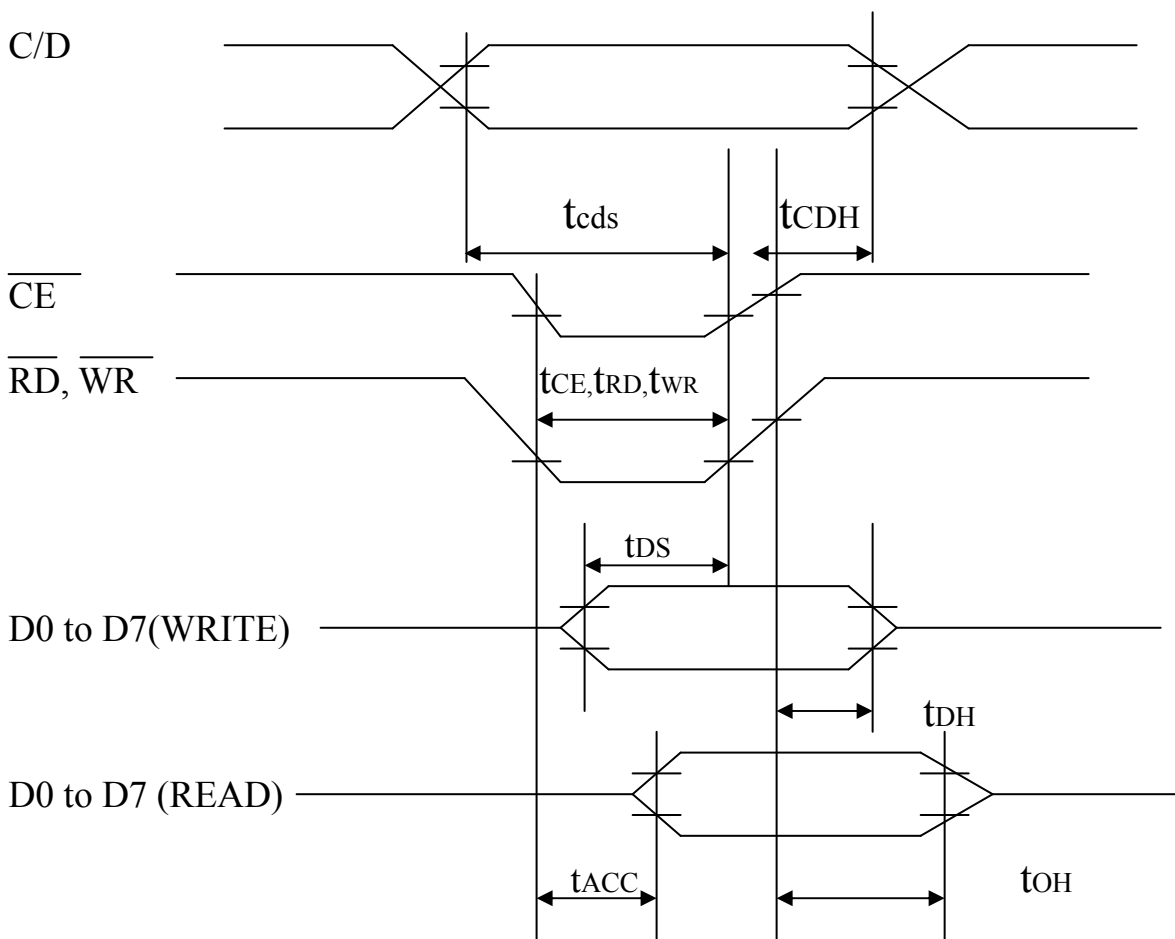 C/D
tcds
tCDH
CE
RD, WR
tCE,tRD,tWR
tDS
D0 to D7(WRITE)
tDH
D0 to D7 (READ)
tACC
tOH